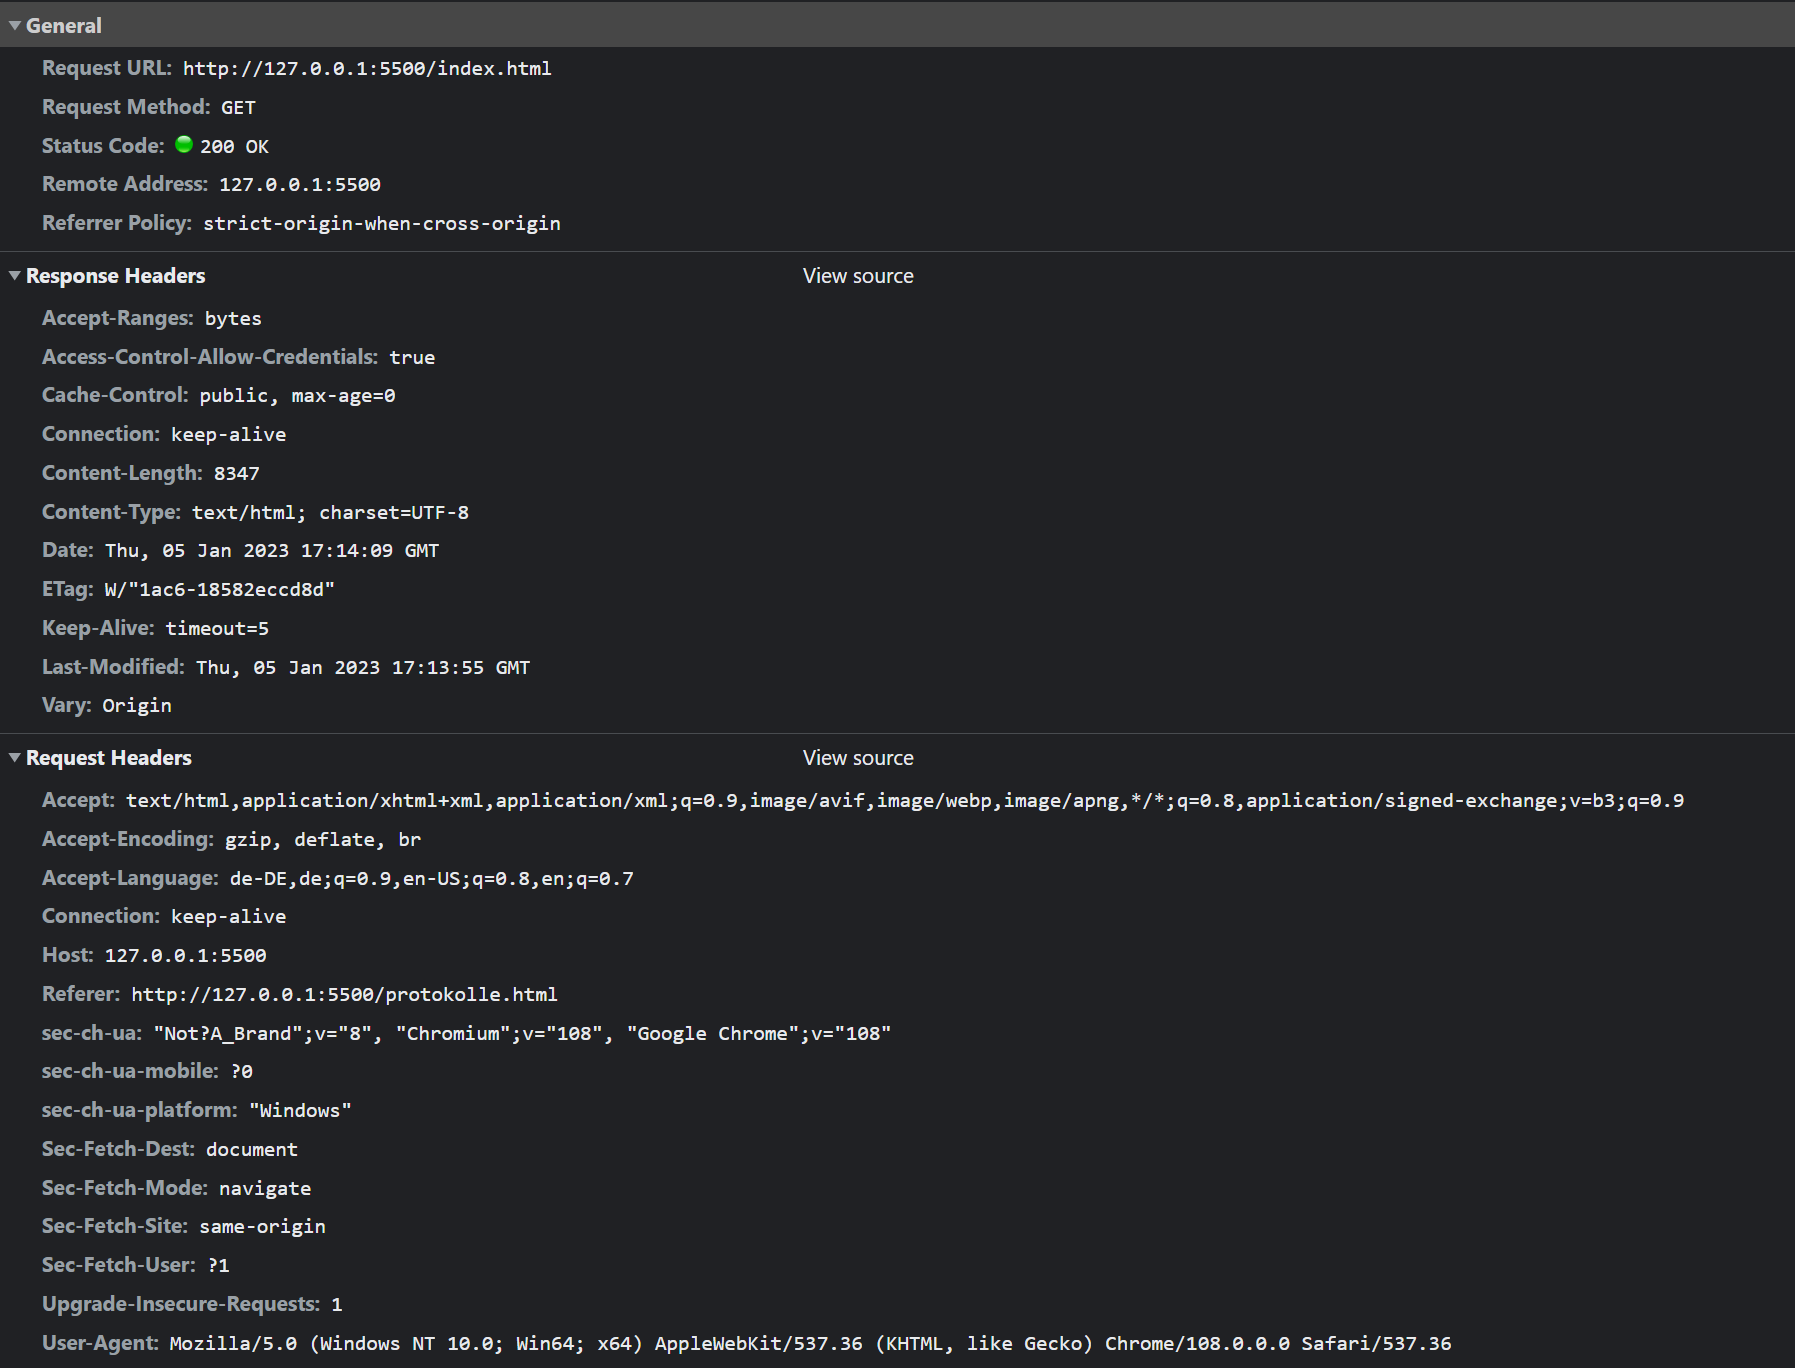 General
Request URL: http://127.0.0.1:5500/index.html
Request Method: GET
Status Code: 200 OK
Remote Address: 127.0.0.1:5500
Referrer Policy: strict-origin-when-cross-origin
Response Headers View source
Accept-Ranges: bytes
Access-Control-Allow-Credentials: true
Cache-Control: public, max-age=0
Connection: keep-alive
Content-Length: 8347
Content-Type: text/html; charset=UTF-8
Date: Thu, 05 Jan 2023 17:14:09 GMT
ETag: W/"1ac6-18582eccd8d"
Keep-Alive: timeout=5
Last-Modified: Thu, 05 Jan 2023 17:13:55 GMT
Vary: Origin
Request Headers View source
Accept: text/html,application/xhtml+xml,application/xml;q=0.9,image/avif,image/webp,image/apng,*/*;q=0.8,application/signed-exchange;v=b3;q=0.9
Accept-Encoding: gzip, deflate, br
Accept-Language: de-DE,de;q=0.9,en-US;q=0.8,en;q=0.7
Connection: keep-alive
Host: 127.0.0.1:5500
Referer: http://127.0.0.1:5500/protokolle.html
sec-ch-ua: "Not?A_Brand";v="8", "Chromium";v="108", "Google Chrome";v="108"
sec-ch-ua-mobile: ?0
sec-ch-ua-platform: "Windows"
Sec-Fetch-Dest: document
Sec-Fetch-Mode: navigate
Sec-Fetch-Site: same-origin
Sec-Fetch-User: ?1
Upgrade-Insecure-Requests: 1
User-Agent: Mozilla/5.0 (Windows NT 10.0; Win64; x64) AppleWebKit/537.36 (KHTML, like Gecko) Chrome/108.0.0.0 Safari/537.36